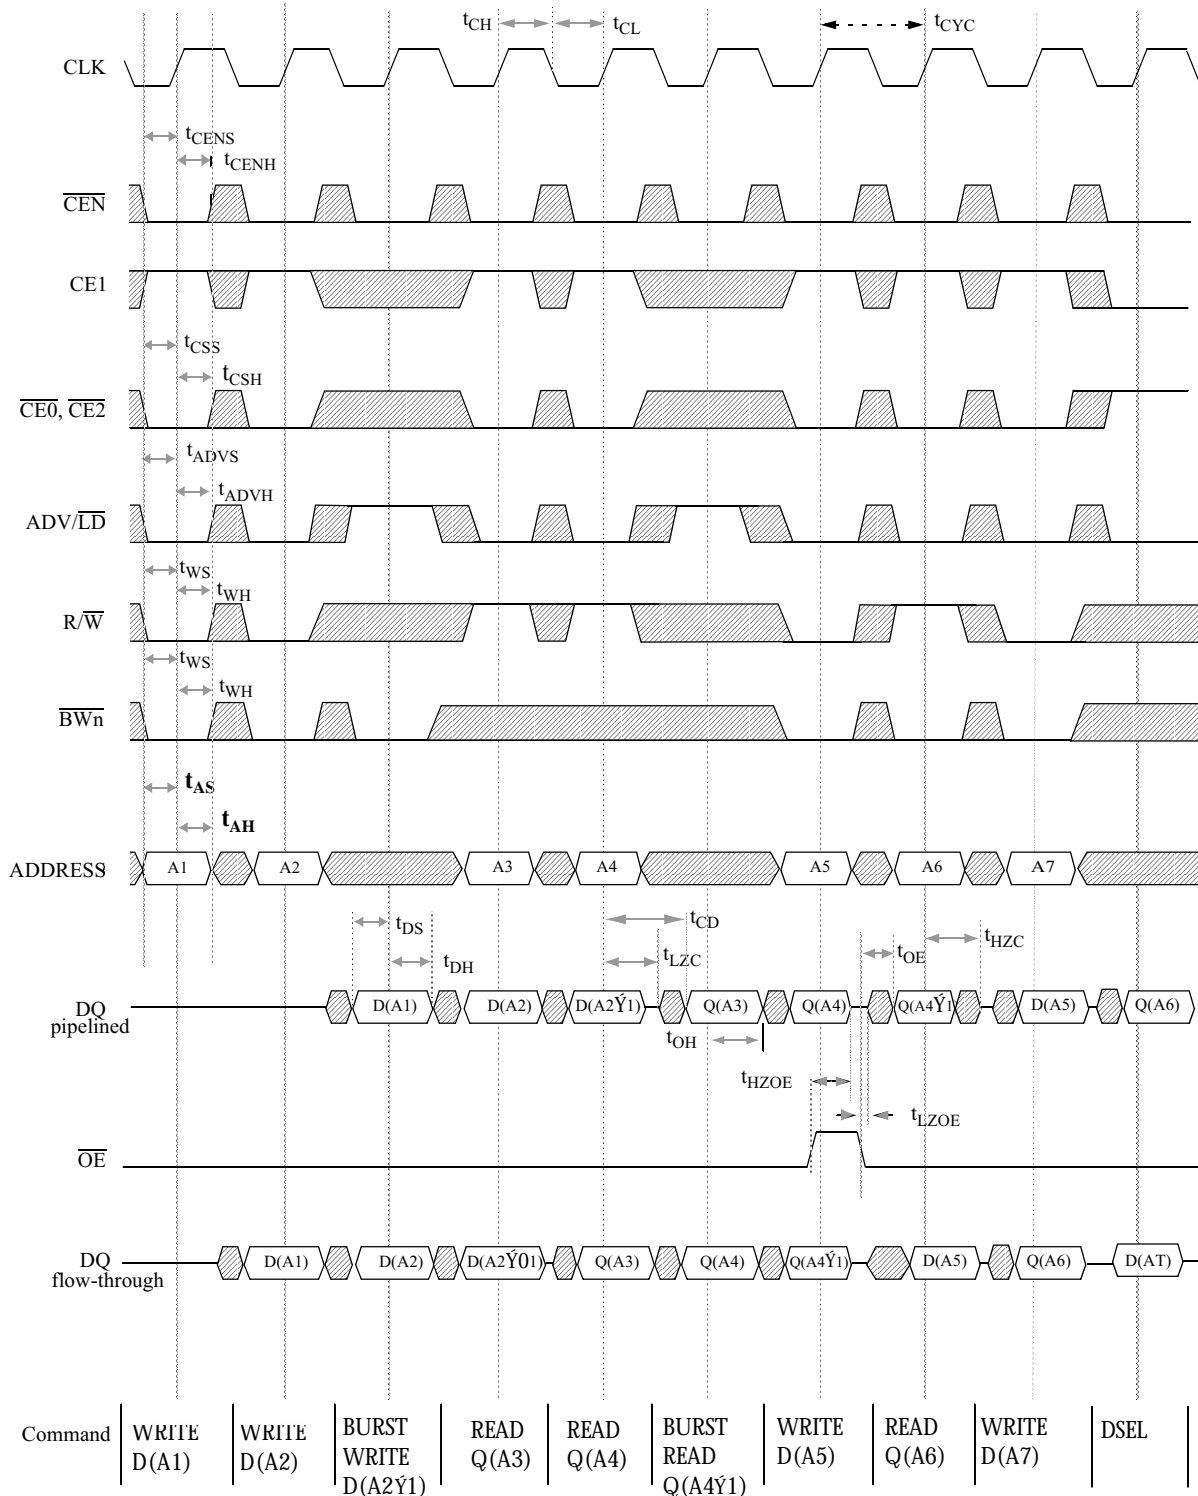 tCH tCL tCYC
CLK
tCENS
tCENH
CEN
CE1
tCSS
tCSH
CE0, CE2
tADVS
tADVH
ADV/LD
tWS
tWH
R/W
tWS
tWH
BWn
tAS
tAH
ADDRESS A1 A2 A3 A4 A5 A6 A7
tDS tCD tHZC
tDH tLZC tOE
DQ pipelined D(A1) D(A2) D(A2Ý1) Q(A3) Q(A4) Q(A4Ý1 D(A5) Q(A6)
tOH
tHZOE
tLZOE
OE
DQ flow-through D(A1) D(A2) D(A2Ý01) Q(A3) Q(A4) Q(A4Ý1) D(A5) Q(A6) D(AT)
Command
WRITE
D(A1)
WRITE
D(A2)
BURST
WRITE
D(A2Ý1)
READ
Q(A3)
READ
Q(A4)
BURST
READ
Q(A4Ý1)
WRITE
D(A5)
READ
Q(A6)
WRITE
D(A7)
DSEL